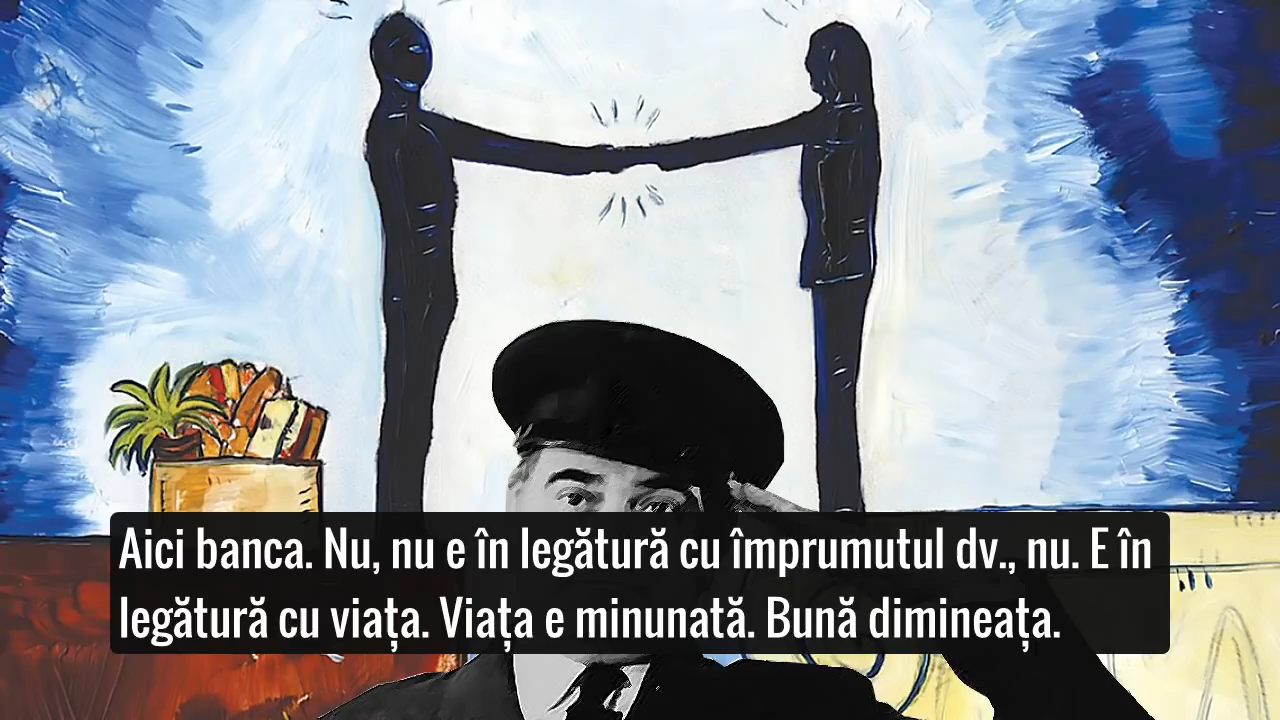 Aici banca. Nu, nu e în legătură cu împrumutul dv., nu. E în
legătură cu viața. Viața e minunată. Bună dimineața.